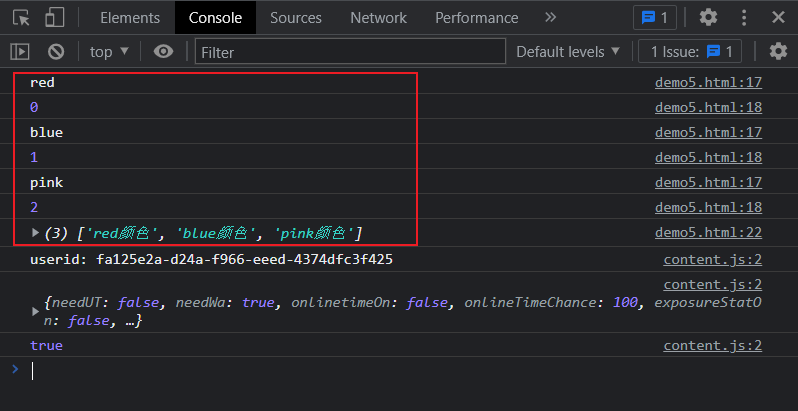 Elements Console Sources Network Performance 1
top Filter Default levels 1 Issue: 1
red demo5.html:17
0 demo5.html:18
blue demo5.html:17
1 demo5.html:18
pink demo5.html:17
2 demo5.html:18
(3) ['red颜色', 'blue颜色', 'pink颜色'] demo5.html:22
userid: fa125e2a-d24a-f966-eeed-4374dfc3f425 content.js:2
content.js:2
{needUT: false, needWa: true, onlinetimeOn: false, onlineTimeChance: 100, exposureStatO
n: false, …}
true content.js:2